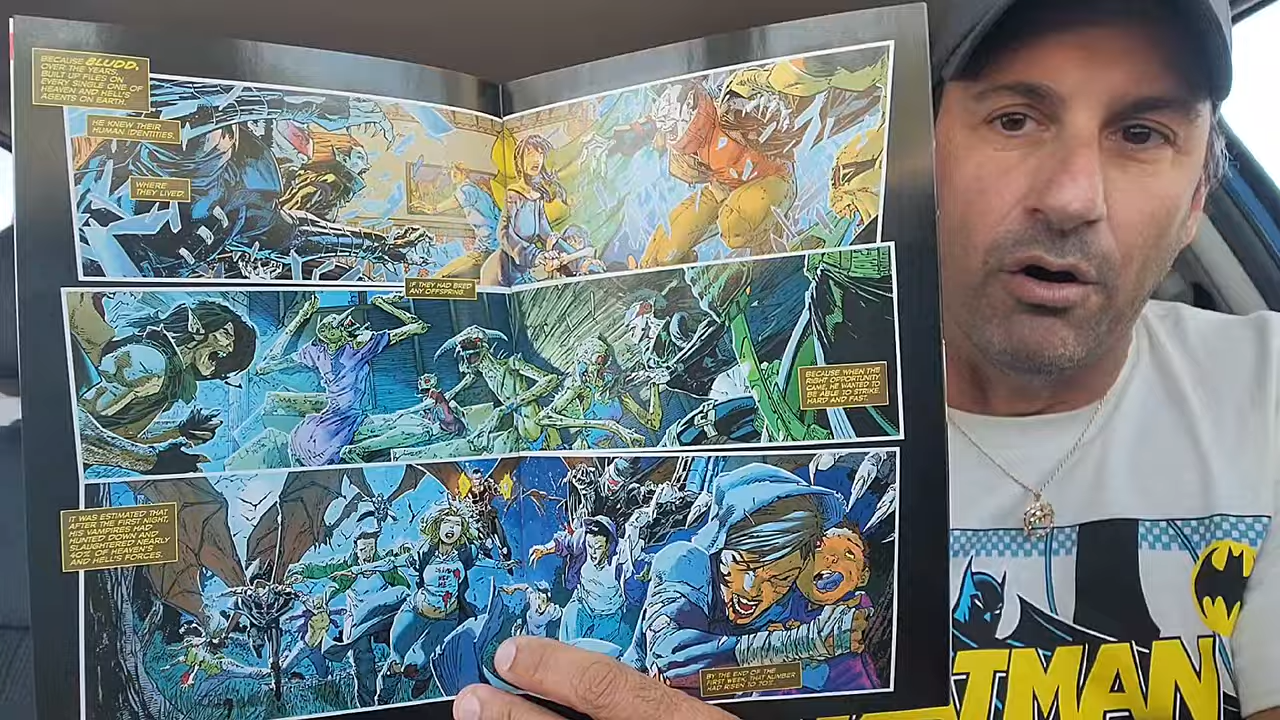 BECAUSE BLUDD,
OVER THE YEARS,
BUILT UP FILES ON
EVERY SINGLE ONE OF
HEAVEN AND HELL'S
AGENTS ON EARTH.
HE KNEW THEIR
HUMAN IDENTITIES.
WHERE
THEY LIVED.
IF THEY HAD BRED
ANY OFFSPRING.
BECAUSE WHEN THE
RIGHT OPPORTUNITY
CAME, HE WANTED TO
BE ABLE TO STRIKE,
HARD AND FAST.
IT WAS ESTIMATED THAT
AFTER THE FIRST NIGHT,
HIS VAMPIRES HAD
HUNTED DOWN AND
SLAUGHTERED NEARLY
40% OF HEAVEN'S
AND HELL'S FORCES.
BY THE END OF THE
FIRST WEEK, THAT NUMBER
HAD RISEN TO 70%.
TMAN